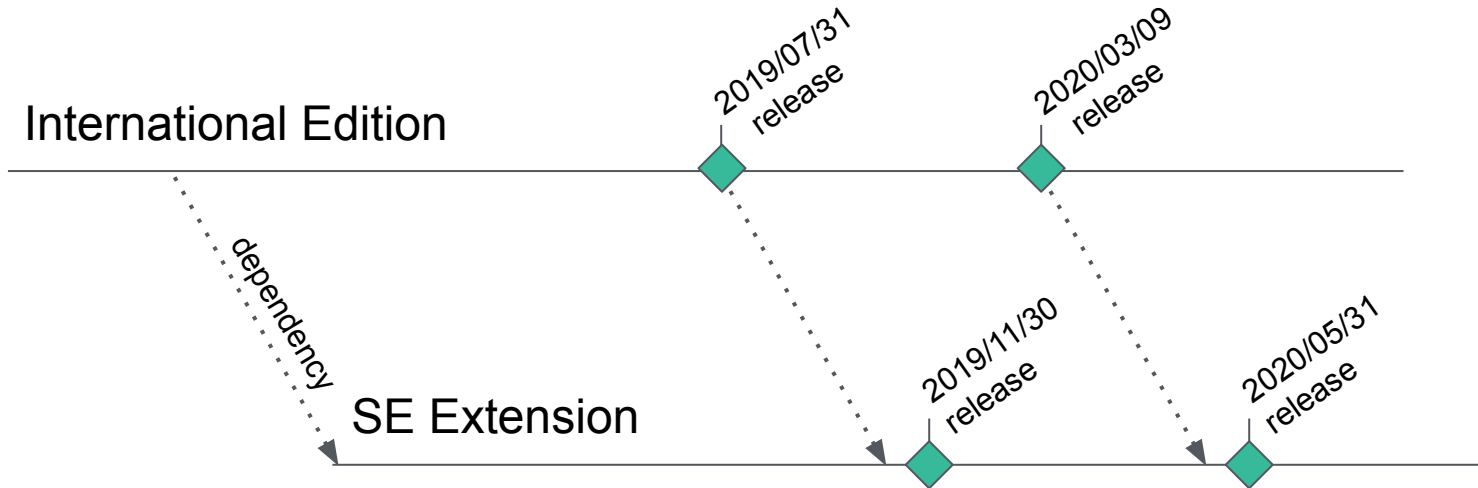 2019/07/31
release
2020/03/09
release
International Edition
dependency
2019/11/30
release
2020/05/31
release
SE Extension